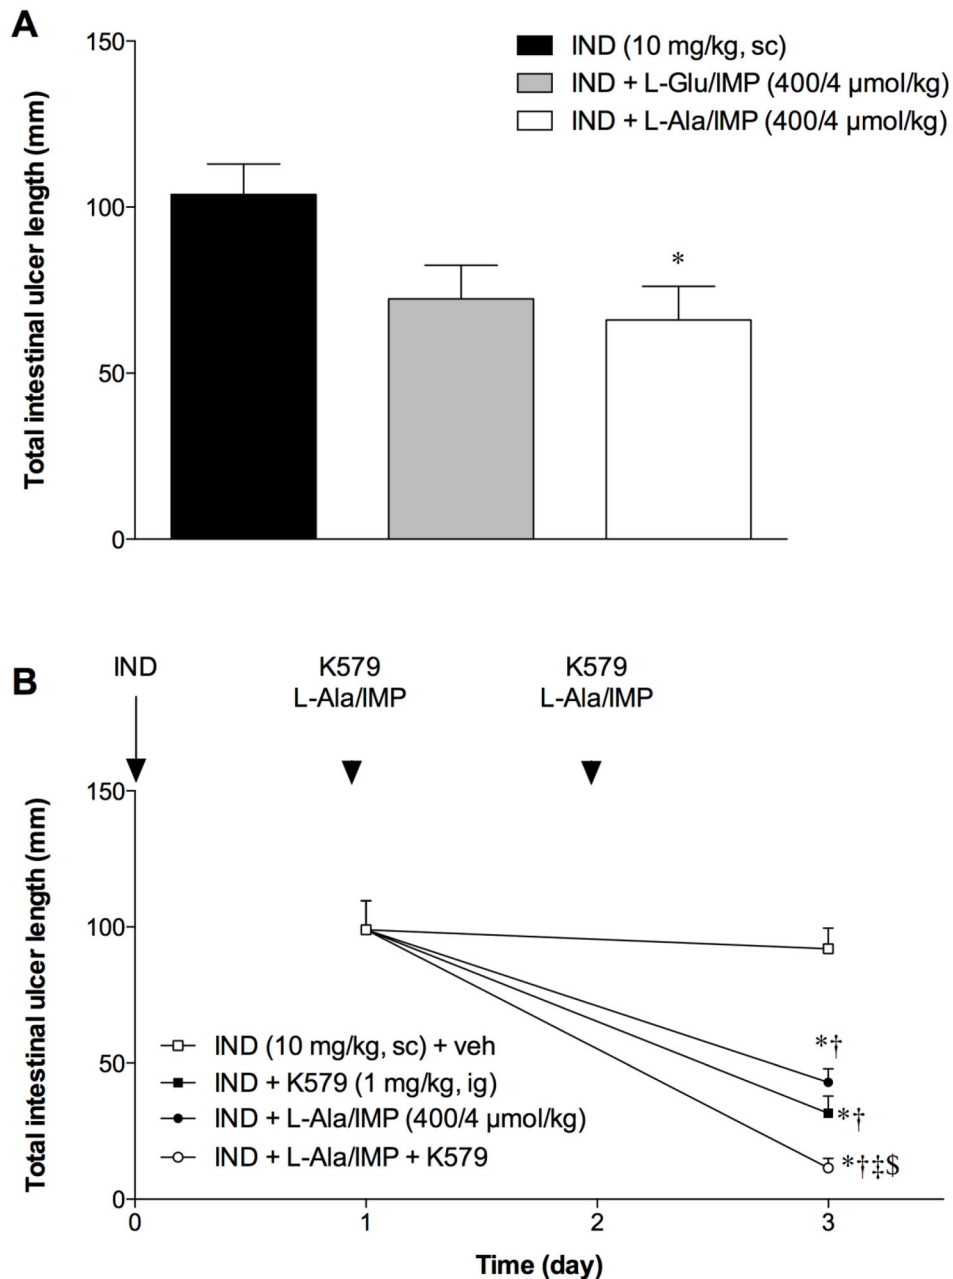 A
IND (10 mg/kg, sc)
IND + L-Glu/IMP (400/4 µmol/kg)
IND + L-Ala/IMP (400/4 µmol/kg)
Total intestinal ulcer length (mm)
150
100
50
0
*
B
IND
K579
L-Ala/IMP
K579
L-Ala/IMP
Total intestinal ulcer length (mm)
150
100
50
0
IND (10 mg/kg, sc) + veh
IND + K579 (1 mg/kg, ig)
IND + L-Ala/IMP (400/4 µmol/kg)
IND + L-Ala/IMP + K579
*†
*†
*†‡$
0 1 2 3
Time (day)